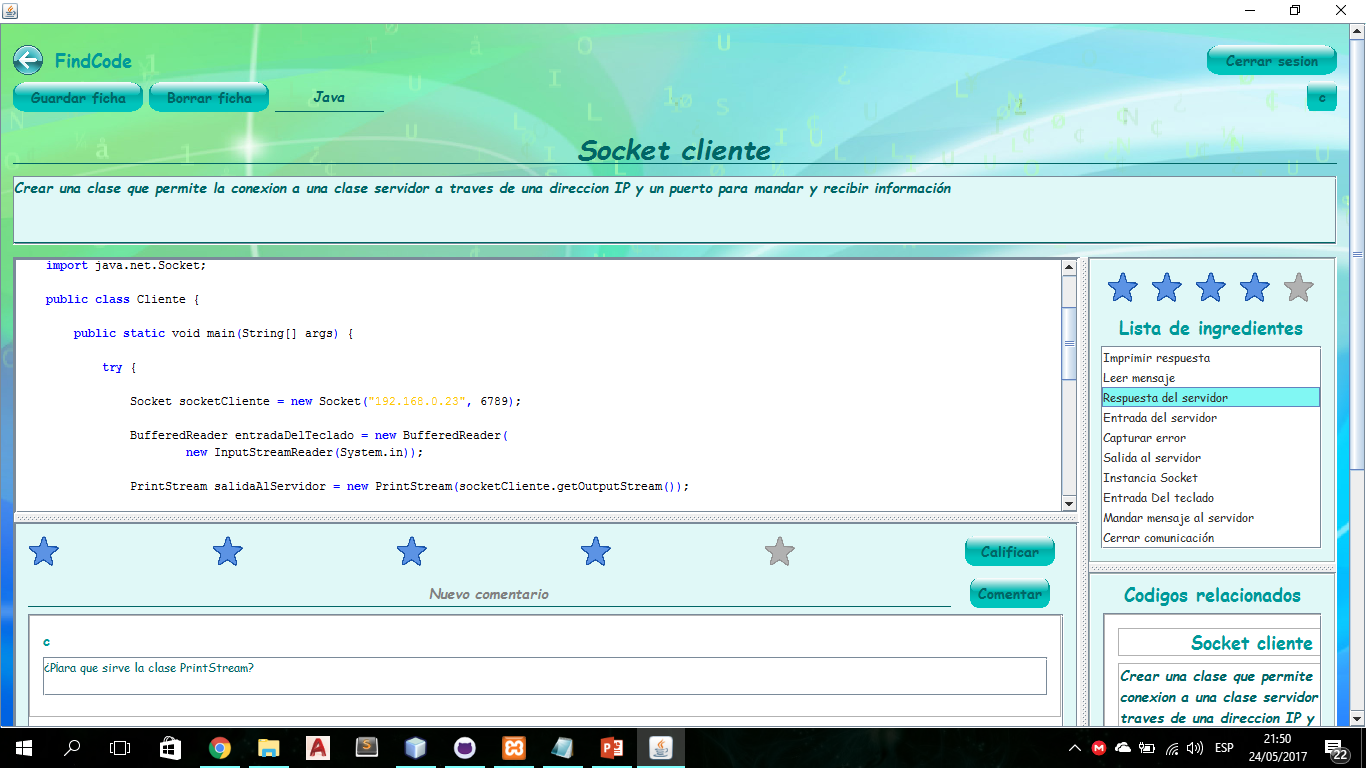 FindCode
Cerrar sesion
Guardar ficha
Borrar ficha
Java
c
Socket cliente
Crear una clase que permite la conexion a una clase servidor a traves de una direccion IP y un puerto para mandar y recibir información
import java.net.Socket;
public class Cliente {
public static void main(String[] args) {
try {
Socket socketCliente = new Socket("192.168.0.23", 6789);
BufferedReader entradaDelTeclado = new BufferedReader(
new InputStreamReader(System.in));
PrintStream salidaAlServidor = new PrintStream(socketCliente.getOutputStream());
Lista de ingredientes
Imprimir respuesta
Leer mensaje
Respuesta del servidor
Entrada del servidor
Capturar error
Salida al servidor
Instancia Socket
Entrada Del teclado
Mandar mensaje al servidor
Cerrar comunicación
Calificar
Nuevo comentario
Comentar
c
¿Para que sirve la clase PrintStream?
Codigos relacionados
Socket cliente
Crear una clase que permite
conexion a una clase servidor
traves de una direccion IP y
ESP
21:50
24/05/2017
22